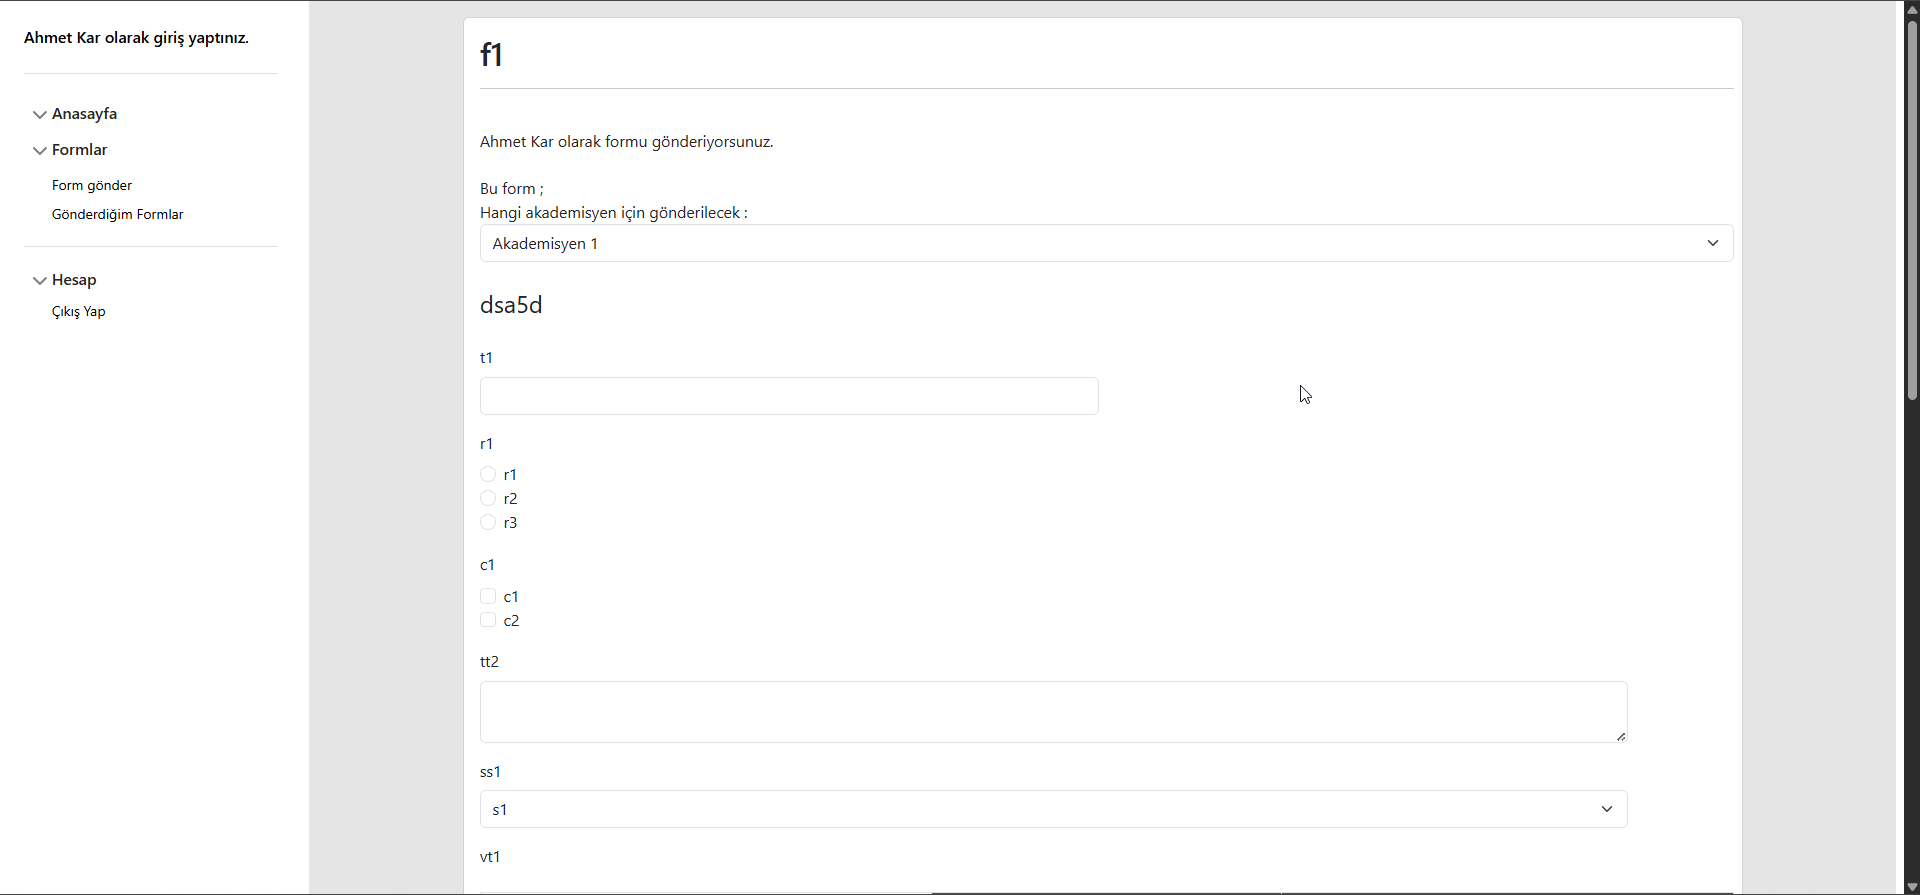 Ahmet Kar olarak giriş yaptınız.
Anasayfa
Formlar
Form gönder
Gönderdiğim Formlar
Hesap
Çıkış Yap
f1
Ahmet Kar olarak formu gönderiyorsunuz.
Bu form ;
Hangi akademisyen için gönderilecek :
Akademisyen 1
dsa5d
t1
r1
r1
r2
r3
c1
c1
c2
tt2
ss1
s1
vt1